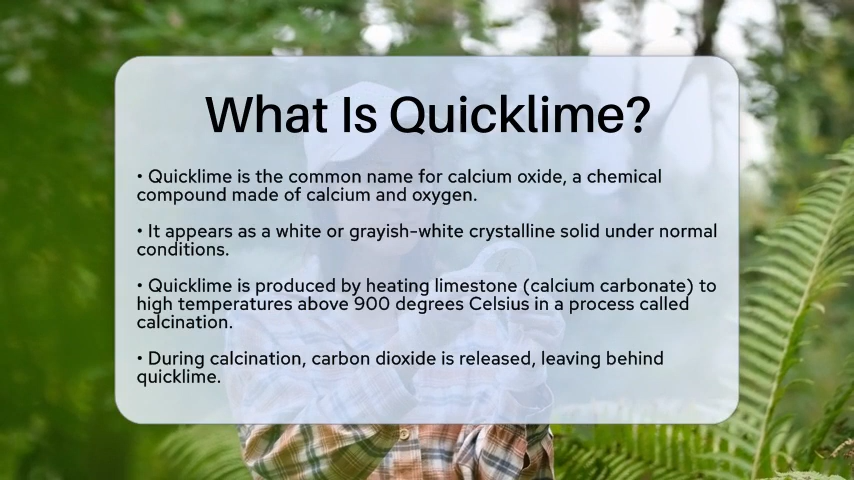 What Is Quicklime?
• Quicklime is the common name for calcium oxide, a chemical
compound made of calcium and oxygen.
• It appears as a white or grayish-white crystalline solid under normal
conditions.
• Quicklime is produced by heating limestone (calcium carbonate) to
high temperatures above 900 degrees Celsius in a process called
calcination.
• During calcination, carbon dioxide is released, leaving behind
quicklime.